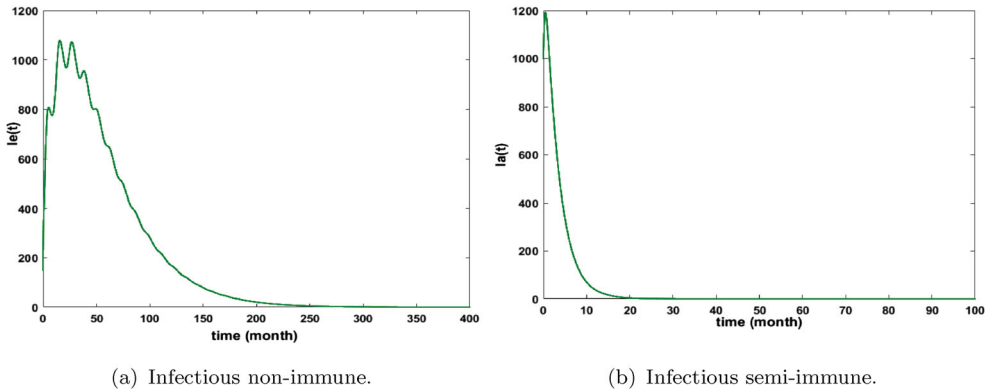 1200
1000
800
600
400
200
0
Ie(t)
0 50 100 150 200 250 300 350 400
time (month)
(a) Infectious non-immune.
1200
1000
800
600
400
200
0
Ia(t)
0 10 20 30 40 50 60 70 80 90 100
time (month)
(b) Infectious semi-immune.